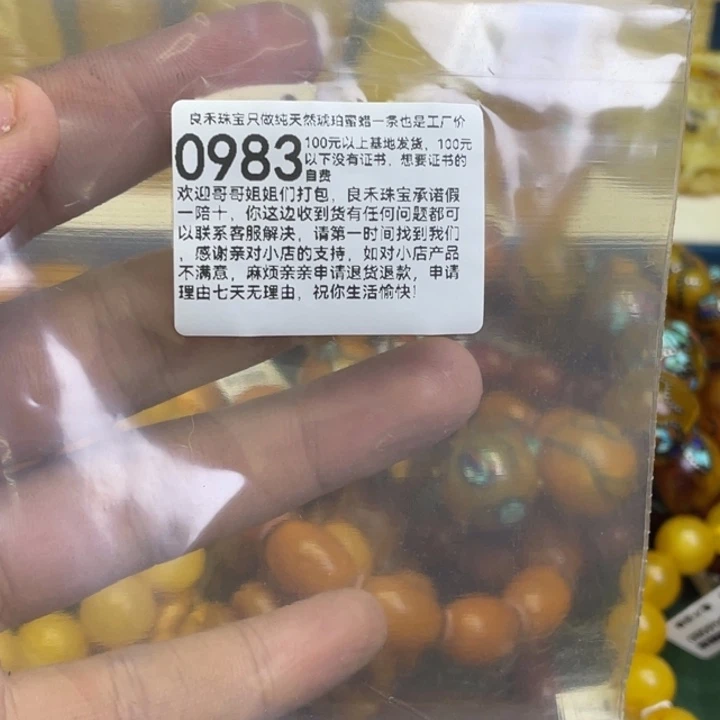 良禾珠宝只做纯天然琥珀蜜蜡一条也是工厂价
0983
100元以上基地发货，100元
以下没有证书，想要证书的
自费
欢迎哥哥姐姐们打包，良禾珠宝承诺假
一陪十，你这边收到货有任何问题都可
以联系客服解决，请第一时间找到我们
，感谢亲对小店的支持，如对小店产品
不满意，麻烦亲亲申请退货退款，申请
理由七天无理由，祝你生活愉快！